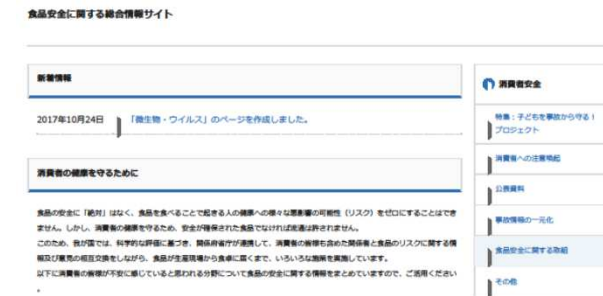 食品安全に関する総合情報サイト
新着情報
2017年10月24日 「微生物・ウイルス」のページを作成しました。
消費者の健康を守るために
食品の安全に「絶対」はなく、食品を食べることで起きる人の健康への様々な悪影響の可能性（リスク）をゼロにすることはでき
ません。しかし、消費者の健康を守るため、安全が確保された食品でなければ流通は許されません。
このため、我が国では、科学的な評価に基づき、関係府省庁が連携して、消費者の皆様も含めた関係者と食品のリスクに関する情
報及び意見の相互交換をしながら、食品が生産現場から食卓に届くまで、いろいろな施策を実施しています。
以下に消費者の皆様が不安に感じていると思われる分野について食品の安全に関する情報をまとめていますので、ご活用ください
。
消費者安全
特集：子どもを事故から守る！
プロジェクト
消費者への注意喚起
公表資料
事故情報の一元化
食品安全に関する取組
その他